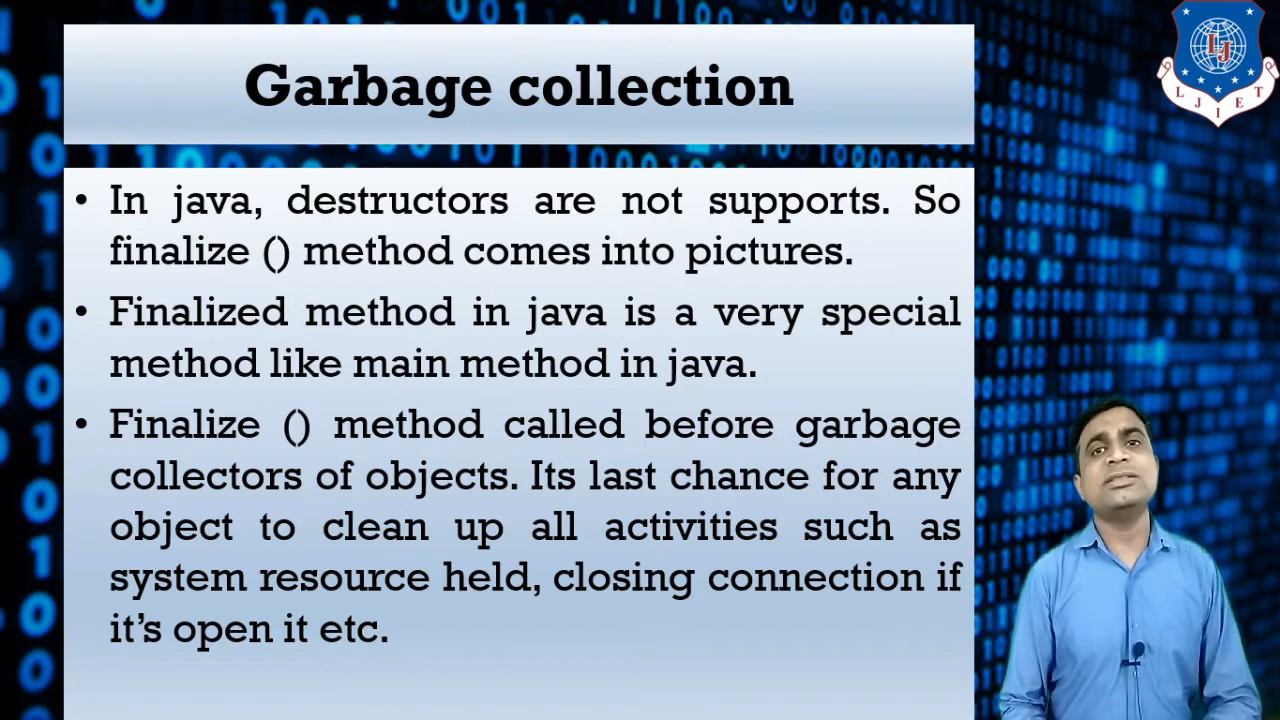 Garbage collection
• In java, destructors are not supports. So
finalize () method comes into pictures.
• Finalized method in java is a very special
method like main method in java.
• Finalize () method called before garbage
collectors of objects. Its last chance for any
object to clean up all activities such as
system resource held, closing connection if
it's open it etc.
LJ
L J I E T